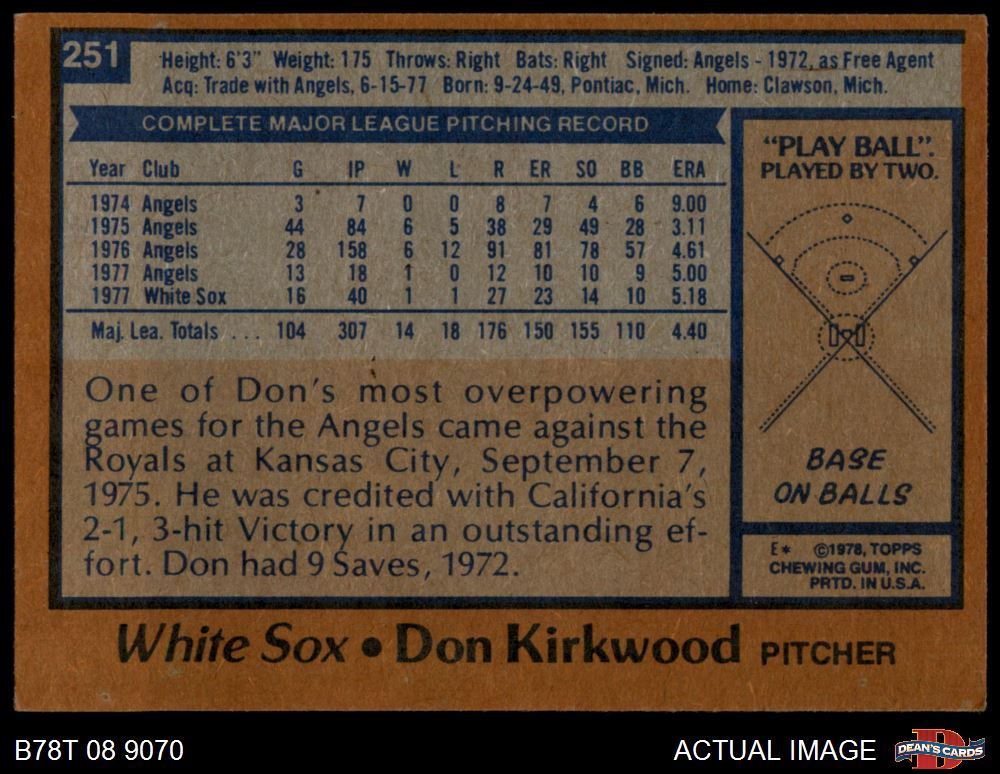 251
Height: 6'3" Weight: 175 Throws: Right Bats: Right Signed: Angels - 1972, as Free Agent
Acq: Trade with Angels, 6-15-77 Born: 9-24-49, Pontiac, Mich. Home: Clawson, Mich.
COMPLETE MAJOR LEAGUE PITCHING RECORD
Year Club G IP W L R ER SO BB ERA
1974 Angels 3 7 0 0 8 7 4 6 9.00
1975 Angels 44 84 6 5 38 29 49 28 3.11
1976 Angels 28 158 6 12 91 81 78 57 4.61
1977 Angels 13 18 1 0 12 10 10 9 5.00
1977 White Sox 16 40 1 1 27 23 14 10 5.18
Maj. Lea. Totals . . . 104 307 14 18 176 150 155 110 4.40
One of Don's most overpowering
games for the Angels came against the
Royals at Kansas City, September 7,
1975. He was credited with California's
2-1, 3-hit Victory in an outstanding ef-
fort. Don had 9 Saves, 1972.
"PLAY BALL".
PLAYED BY TWO.
BASE
ON BALLS
E* ©1978, TOPPS
CHEWING GUM, INC.
PRTD. IN U.S.A.
White Sox • Don Kirkwood PITCHER
B78T 08 9070
ACTUAL IMAGE
D
DEAN'S CARDS